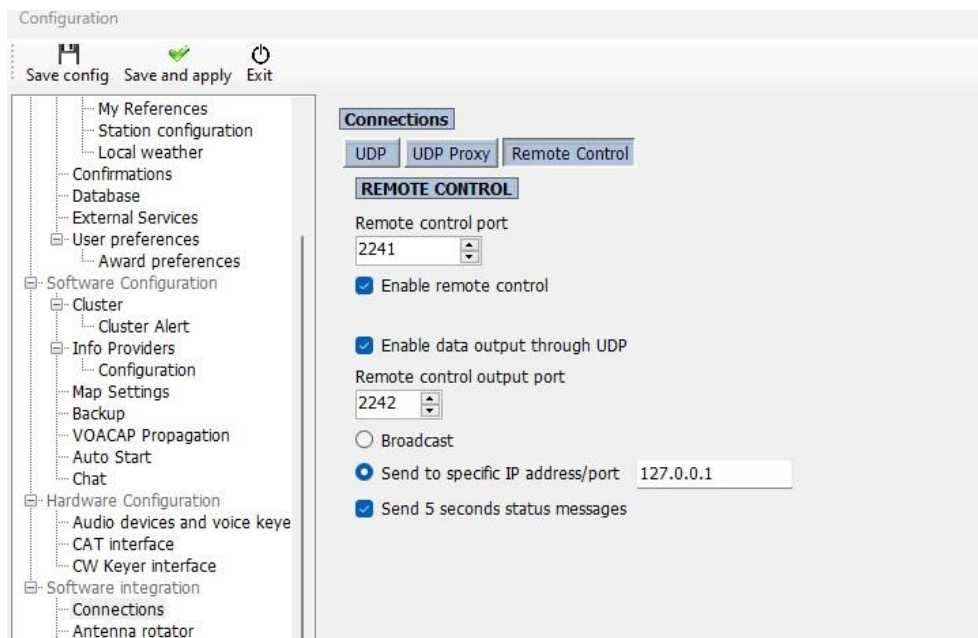 Configuration
Save config Save and apply Exit
My References
Station configuration
Local weather
Confirmations
Database
External Services
User preferences
Award preferences
Software Configuration
Cluster
Cluster Alert
Info Providers
Configuration
Map Settings
Backup
VOACAP Propagation
Auto Start
Chat
Hardware Configuration
Audio devices and voice keye
CAT interface
CW Keyer interface
Software integration
Connections
Antenna rotator
Connections
UDP UDP Proxy Remote Control
REMOTE CONTROL
Remote control port
2241
Enable remote control
Enable data output through UDP
Remote control output port
2242
Broadcast
Send to specific IP address/port 127.0.0.1
Send 5 seconds status messages